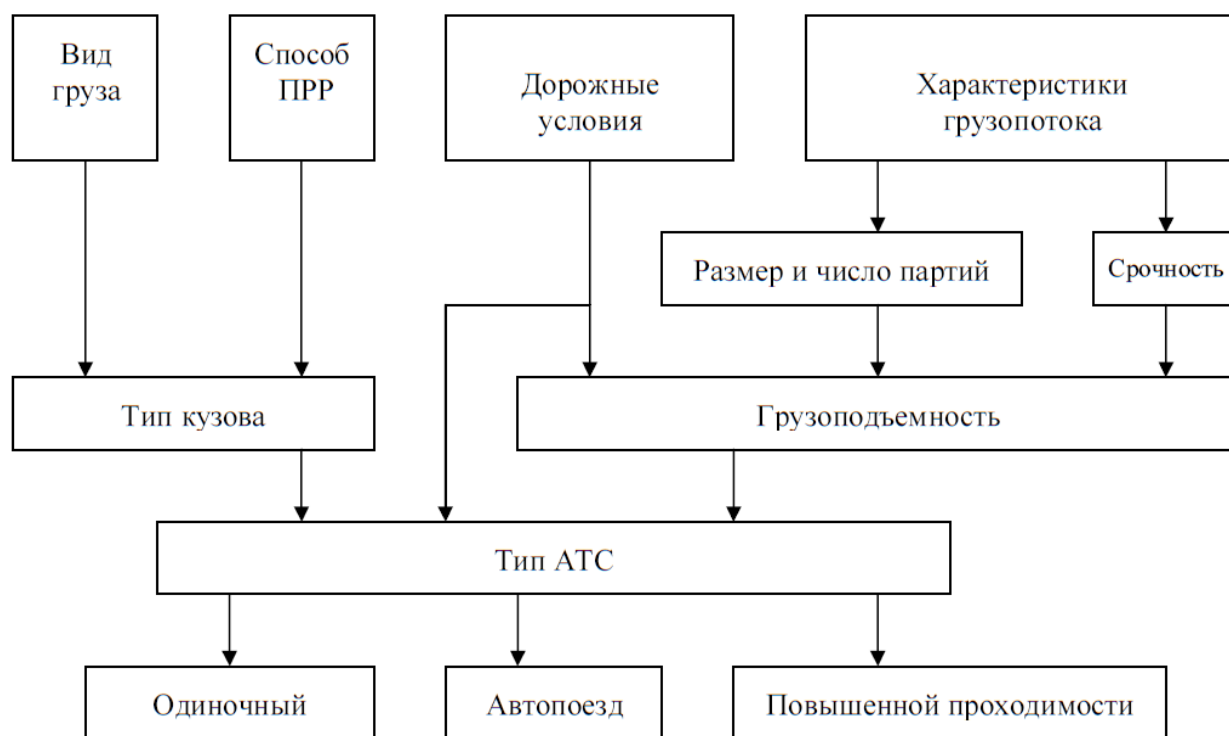 Вид
груза
Способ
ПРР
Дорожные
условия
Характеристики
грузопотока
Размер и число партий
Срочность
Тип кузова
Грузоподъемность
Тип АТС
Одиночный
Автопоезд
Повышенной проходимости